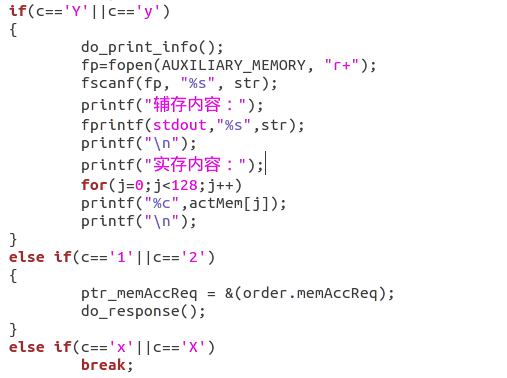 if(c=='Y'||c=='y')
{
        do_print_info();
        fp=fopen(AUXILIARY_MEMORY, "r+");
        fscanf(fp, "%s", str);
        printf("辅存内容：");
        fprintf(stdout,"%s",str);
        printf("\n");
        printf("实存内容：");
        for(j=0;j<128;j++)
        printf("%c",actMem[j]);
        printf("\n");
}
else if(c=='1'||c=='2')
{
        ptr_memAccReq = &(order.memAccReq);
        do_response();
}
else if(c=='x'||c=='X')
        break;